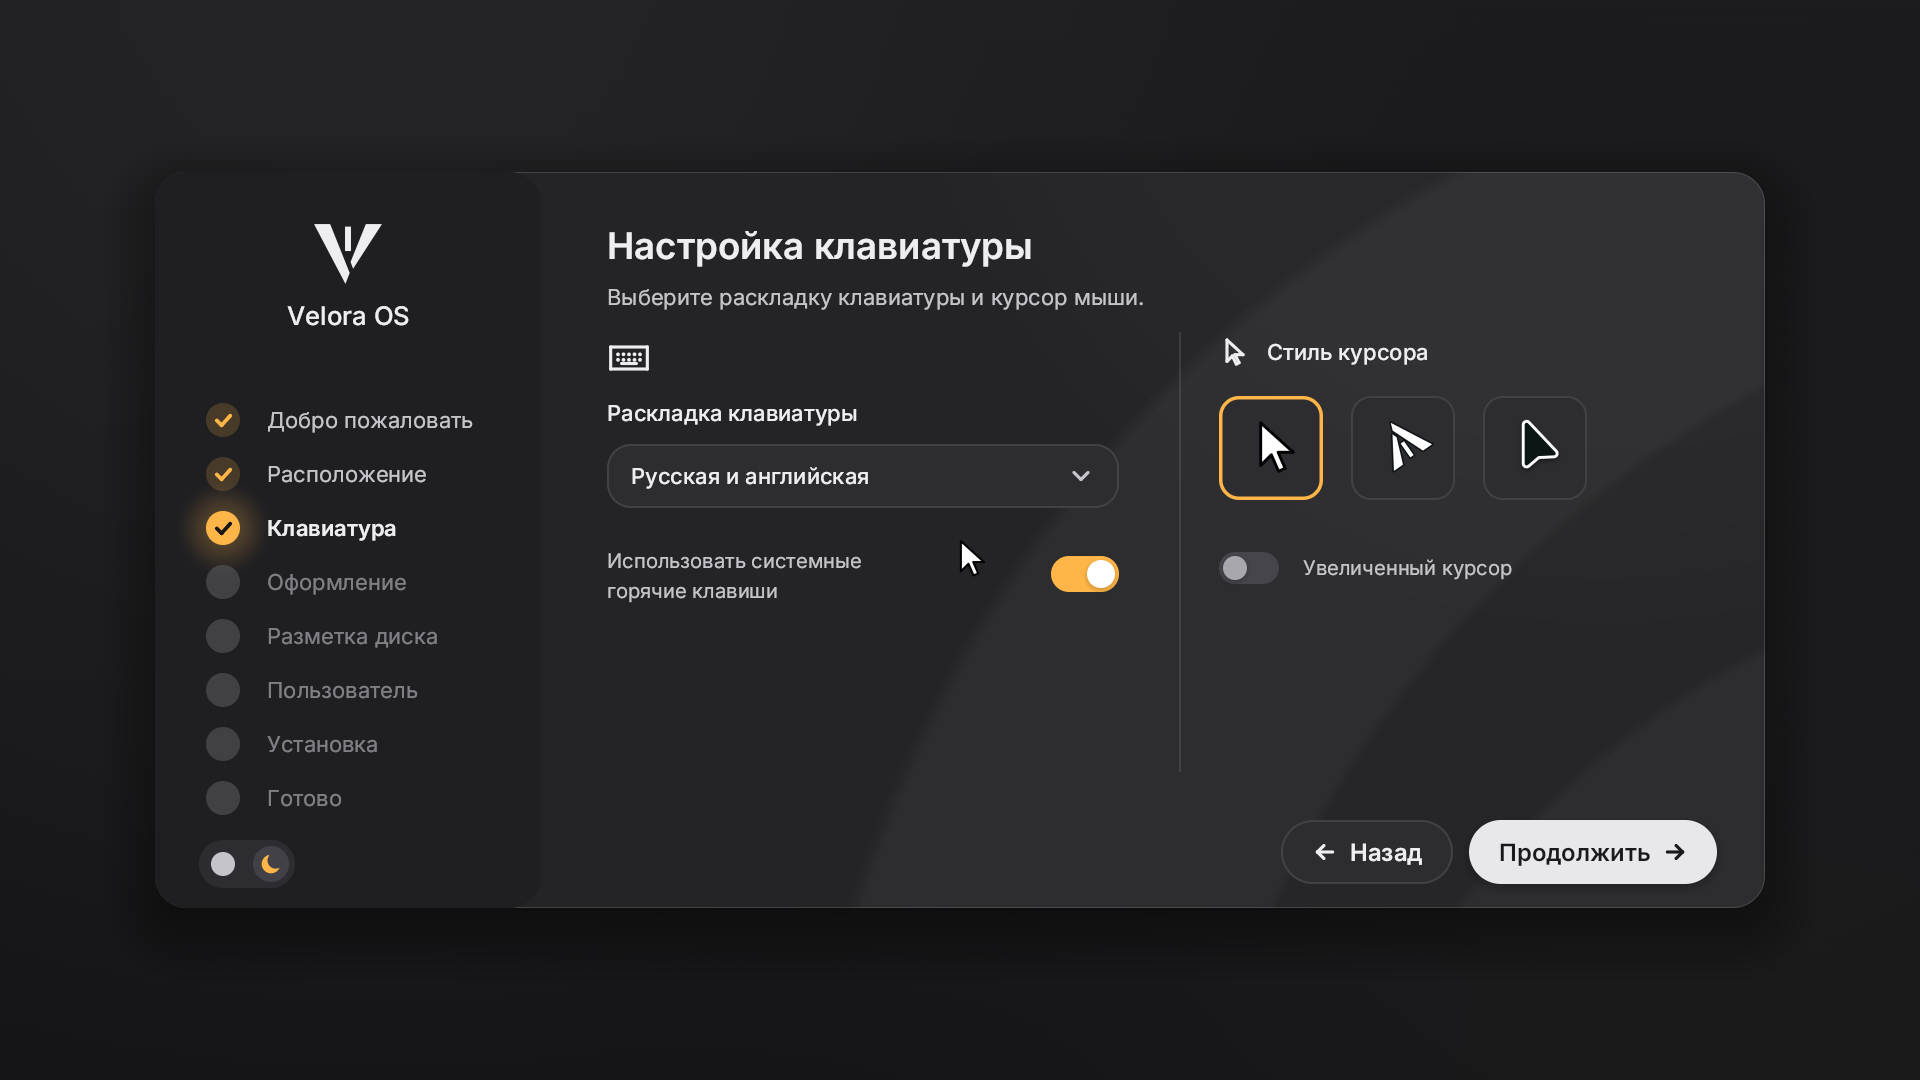 Velora OS
Добро пожаловать
Расположение
Клавиатура
Оформление
Разметка диска
Пользователь
Установка
Готово
Настройка клавиатуры
Выберите раскладку клавиатуры и курсор мыши.
Раскладка клавиатуры
Русская и английская
Использовать системные
горячие клавиши
Стиль курсора
Увеличенный курсор
Назад
Продолжить